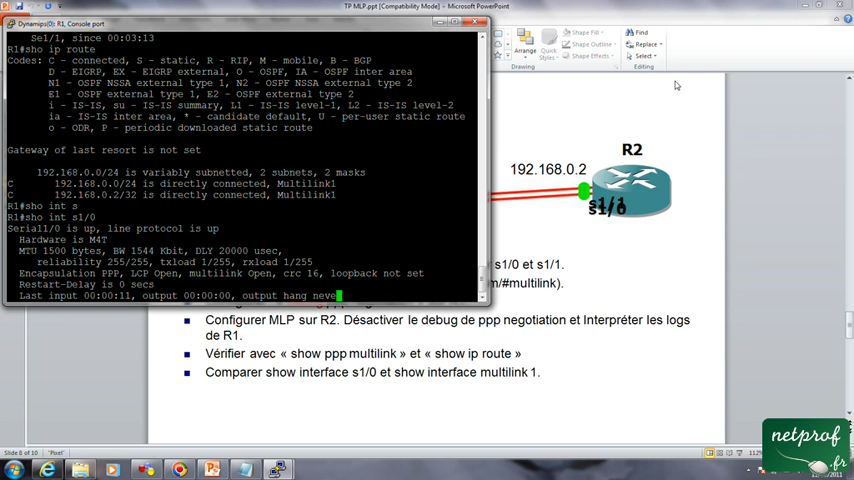 TP MLP.ppt [Compatibility Mode] - Microsoft PowerPoint
Dynamips(0): R1, Console port
Se1/1, since 00:03:13
R1#sho ip route
Codes: C - connected, S - static, R - RIP, M - mobile, B - BGP
D - EIGRP, EX - EIGRP external, O - OSPF, IA - OSPF inter area
N1 - OSPF NSSA external type 1, N2 - OSPF NSSA external type 2
E1 - OSPF external type 1, E2 - OSPF external type 2
i - IS-IS, su - IS-IS summary, L1 - IS-IS level-1, L2 - IS-IS level-2
ia - IS-IS inter area, * - candidate default, U - per-user static route
o - ODR, P - periodic downloaded static route
Gateway of last resort is not set
192.168.0.0/24 is variably subnetted, 2 subnets, 2 masks
C 192.168.0.0/24 is directly connected, Multilink1
C 192.168.0.2/32 is directly connected, Multilink1
R1#sho int s
R1#sho int s1/0
Serial1/0 is up, line protocol is up
Hardware is M4T
MTU 1500 bytes, BW 1544 Kbit, DLY 20000 usec,
reliability 255/255, txload 1/255, rxload 1/255
Encapsulation PPP, LCP Open, multilink Open, crc 16, loopback not set
Restart-Delay is 0 secs
Last input 00:00:11, output 00:00:00, output hang neve
Arrange
Quick
Styles
Shape Fill
Shape Outline
Shape Effects
Drawing
Find
Replace
Select
Editing
R2
192.168.0.2
s1/1
s1/0
s1/0 et s1/1.
m/#multilink).
Configurer MLP sur R2. Désactiver le debug de ppp negotiation et Interpréter les logs
de R1.
Vérifier avec « show ppp multilink » et « show ip route »
Comparer show interface s1/0 et show interface multilink 1.
Slide 8 of 10
"Pixel"
112%
netprof
.fr